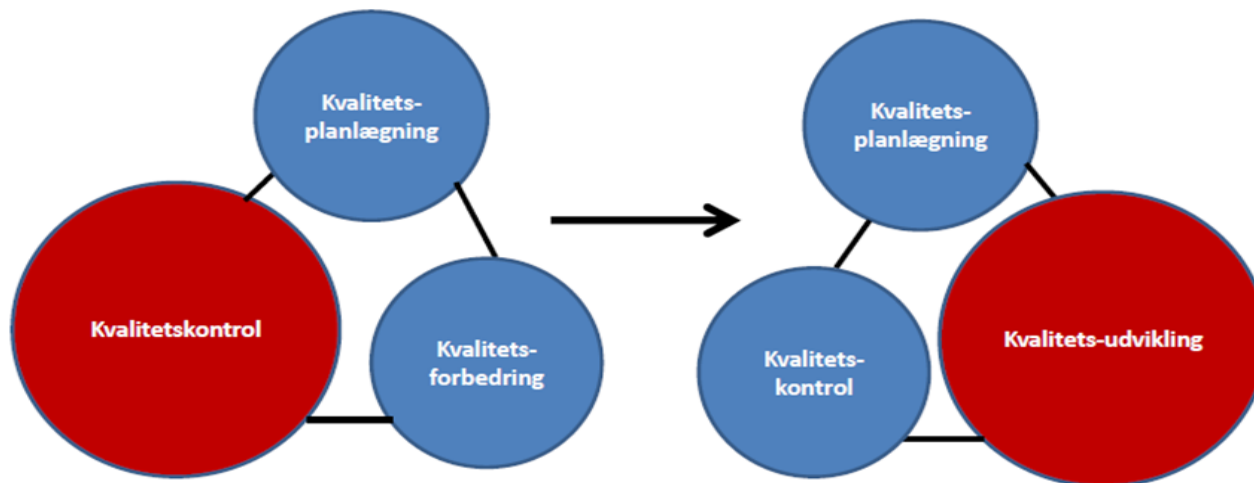 Kvalitets-
planlægning
Kvalitetskontrol
Kvalitets-
forbedring
Kvalitets-
planlægning
Kvalitets-
kontrol
Kvalitets-udvikling